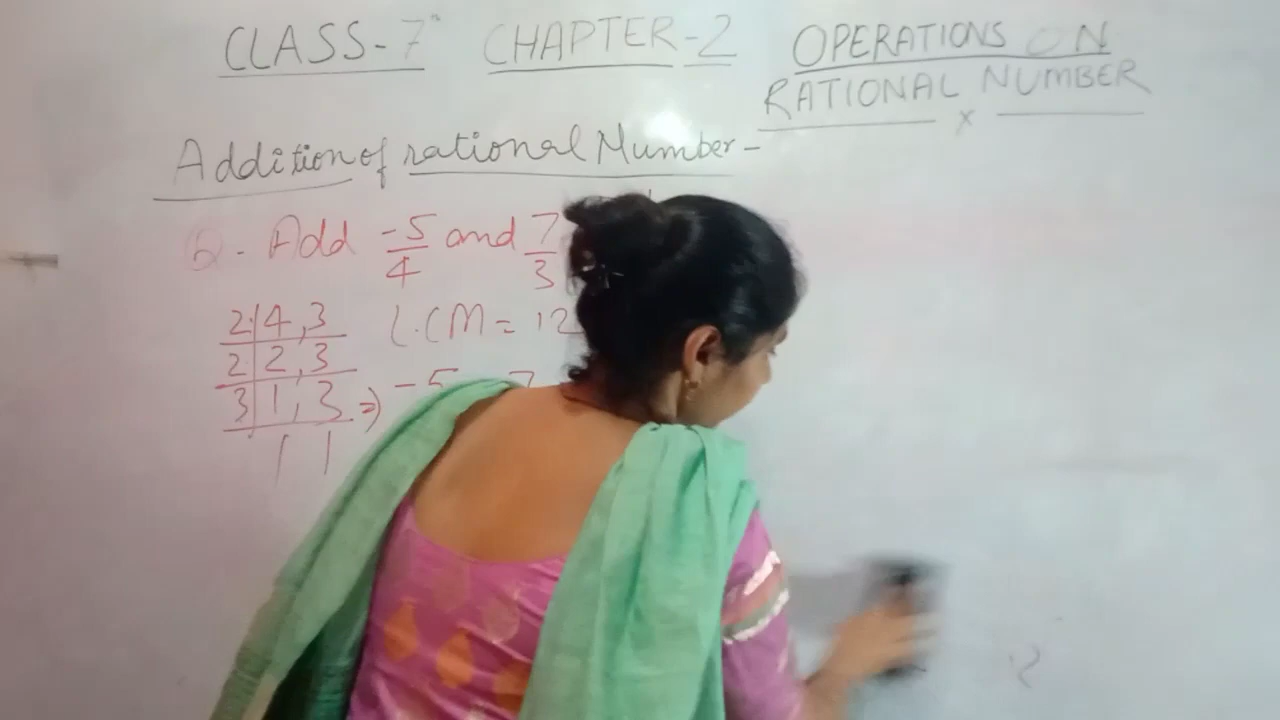 CLASS-7th CHAPTER-2 OPERATIONS ON
RATIONAL NUMBER
x
Addition of rational Number -
Q. Add -5/4 and 7/3
2 | 4, 3 L.CM = 12
2 | 2, 3
3 | 1, 3 ⇒ -5 7
1 1